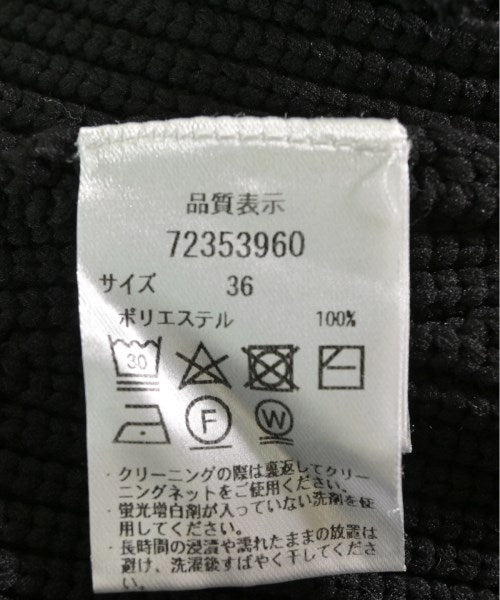 品質表示
72353960
サイズ 36
ポリエステル 100%
30
F W
・クリーニングの際は裏返してクリー
ニングネットをご使用ください。
・蛍光増白剤が入っていない洗剤を使
用してください。
・長時間の浸漬や濡れたままの放置は
避け、洗濯後すばやく干してくださ
い。